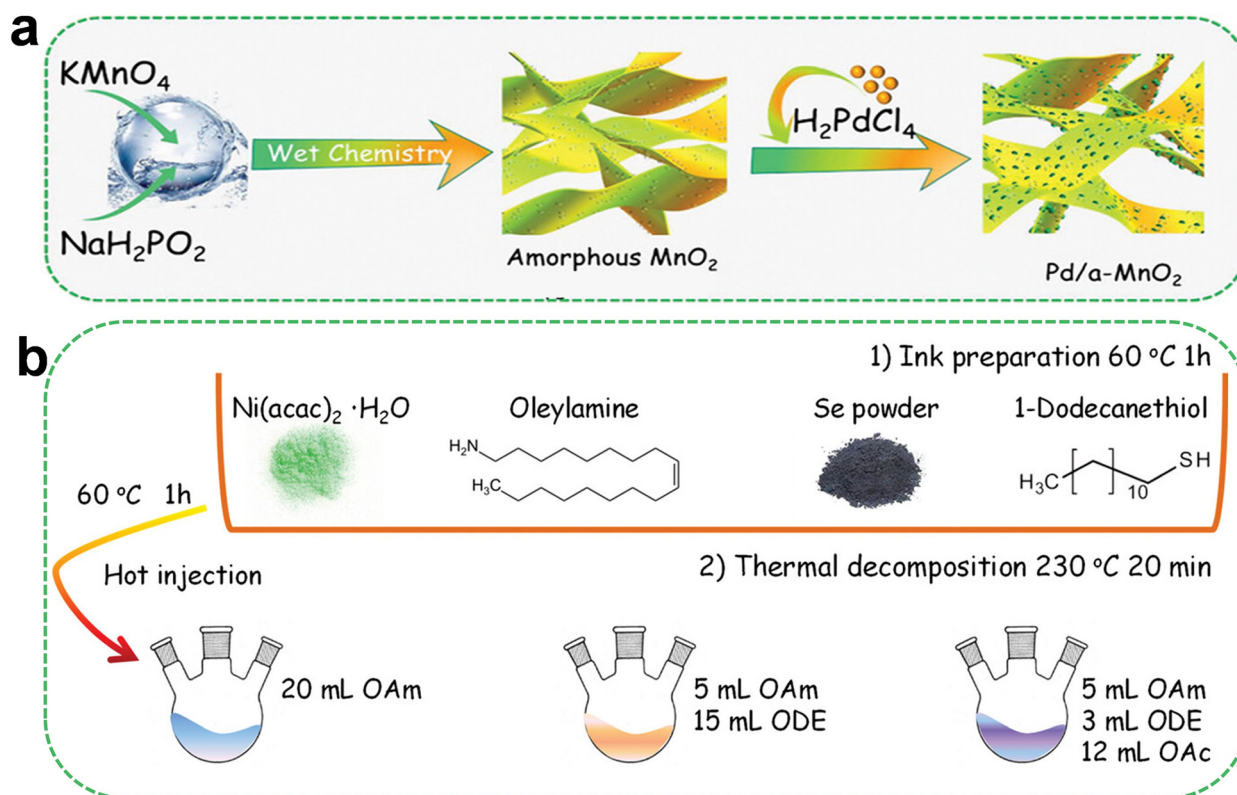 a
KMnO₄
NaH₂PO₂
Wet Chemistry
Amorphous MnO₂
H₂PdCl₄
Pd/a-MnO₂
b
1) Ink preparation 60 °C 1h
Ni(acac)₂ ·H₂O
Oleylamine
Se powder
1-Dodecanethiol
H₂N
H₃C
H₃C
10
SH
60 °C 1h
Hot injection
2) Thermal decomposition 230 °C 20 min
20 mL OAm
5 mL OAm
15 mL ODE
5 mL OAm
3 mL ODE
12 mL OAc